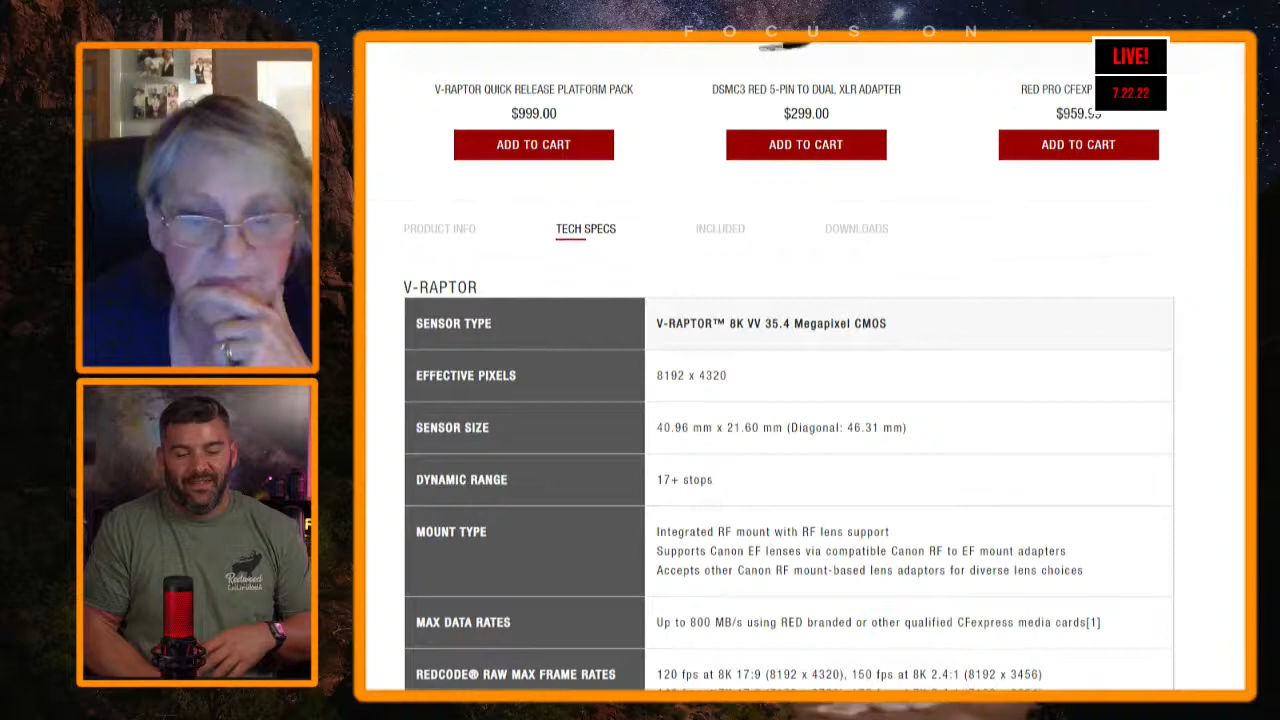 FOCUS ON
LIVE!
7.22.22
V-RAPTOR QUICK RELEASE PLATFORM PACK
$999.00
ADD TO CART
DSMC3 RED 5-PIN TO DUAL XLR ADAPTER
$299.00
ADD TO CART
RED PRO CFEXP
$959.95
ADD TO CART
PRODUCT INFO
TECH SPECS
INCLUDED
DOWNLOADS
V-RAPTOR
SENSOR TYPE
V-RAPTOR™ 8K VV 35.4 Megapixel CMOS
EFFECTIVE PIXELS
8192 x 4320
SENSOR SIZE
40.96 mm x 21.60 mm (Diagonal: 46.31 mm)
DYNAMIC RANGE
17+ stops
MOUNT TYPE
Integrated RF mount with RF lens support
Supports Canon EF lenses via compatible Canon RF to EF mount adapters
Accepts other Canon RF mount-based lens adaptors for diverse lens choices
MAX DATA RATES
Up to 800 MB/s using RED branded or other qualified CFexpress media cards[1]
REDCODE® RAW MAX FRAME RATES
120 fps at 8K 17:9 (8192 x 4320), 150 fps at 8K 2.4:1 (8192 x 3456)
Redwood